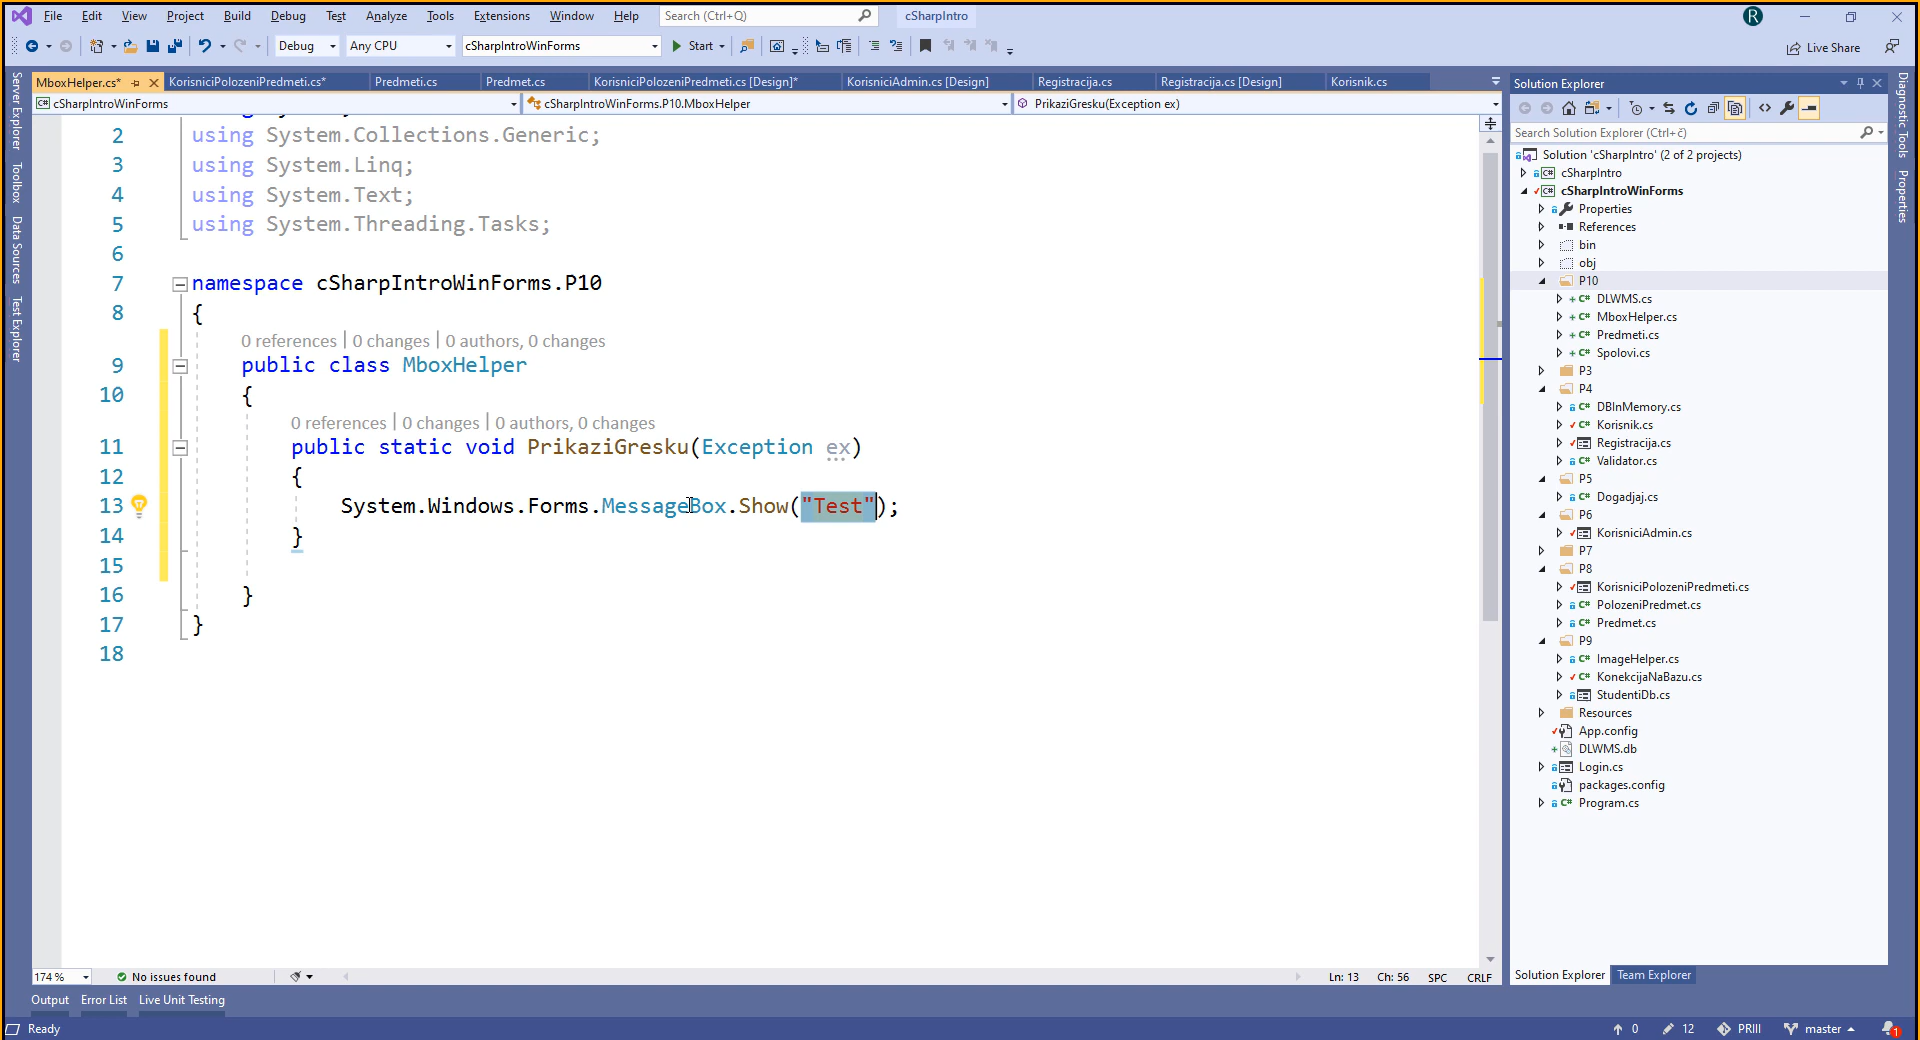 File Edit View Project Build Debug Test Analyze Tools Extensions Window Help Search (Ctrl+Q) cSharpIntro R
Debug Any CPU cSharpIntroWinForms Start Live Share
MboxHelper.cs* KorisniciPolozeniPredmeti.cs* Predmeti.cs Predmet.cs KorisniciPolozeniPredmeti.cs [Design]* KorisniciAdmin.cs [Design] Registracija.cs Registracija.cs [Design] Korisnik.cs
cSharpIntroWinForms cSharpIntroWinForms.P10.MboxHelper PrikaziGresku(Exception ex)
Server Explorer
Toolbox
Data Sources
Test Explorer
2 using System.Collections.Generic;
3 using System.Linq;
4 using System.Text;
5 using System.Threading.Tasks;
6
7 namespace cSharpIntroWinForms.P10
8 {
0 references | 0 changes | 0 authors, 0 changes
9 public class MboxHelper
10 {
0 references | 0 changes | 0 authors, 0 changes
11 public static void PrikaziGresku(Exception ex)
12 {
13 System.Windows.Forms.MessageBox.Show("Test");
14 }
15
16 }
17 }
18
174 % No issues found Ln: 13 Ch: 56 SPC CRLF
Output Error List Live Unit Testing
Ready 0 12 PRIII master 1
Solution Explorer
Search Solution Explorer (Ctrl+č)
Solution 'cSharpIntro' (2 of 2 projects)
cSharpIntro
cSharpIntroWinForms
Properties
References
bin
obj
P10
DLWMS.cs
MboxHelper.cs
Predmeti.cs
Spolovi.cs
P3
P4
DBInMemory.cs
Korisnik.cs
Registracija.cs
Validator.cs
P5
Dogadjaj.cs
P6
KorisniciAdmin.cs
P7
P8
KorisniciPolozeniPredmeti.cs
PolozeniPredmet.cs
Predmet.cs
P9
ImageHelper.cs
KonekcijaNaBazu.cs
StudentiDb.cs
Resources
App.config
DLWMS.db
Login.cs
packages.config
Program.cs
Solution Explorer Team Explorer
Diagnostic Tools
Properties